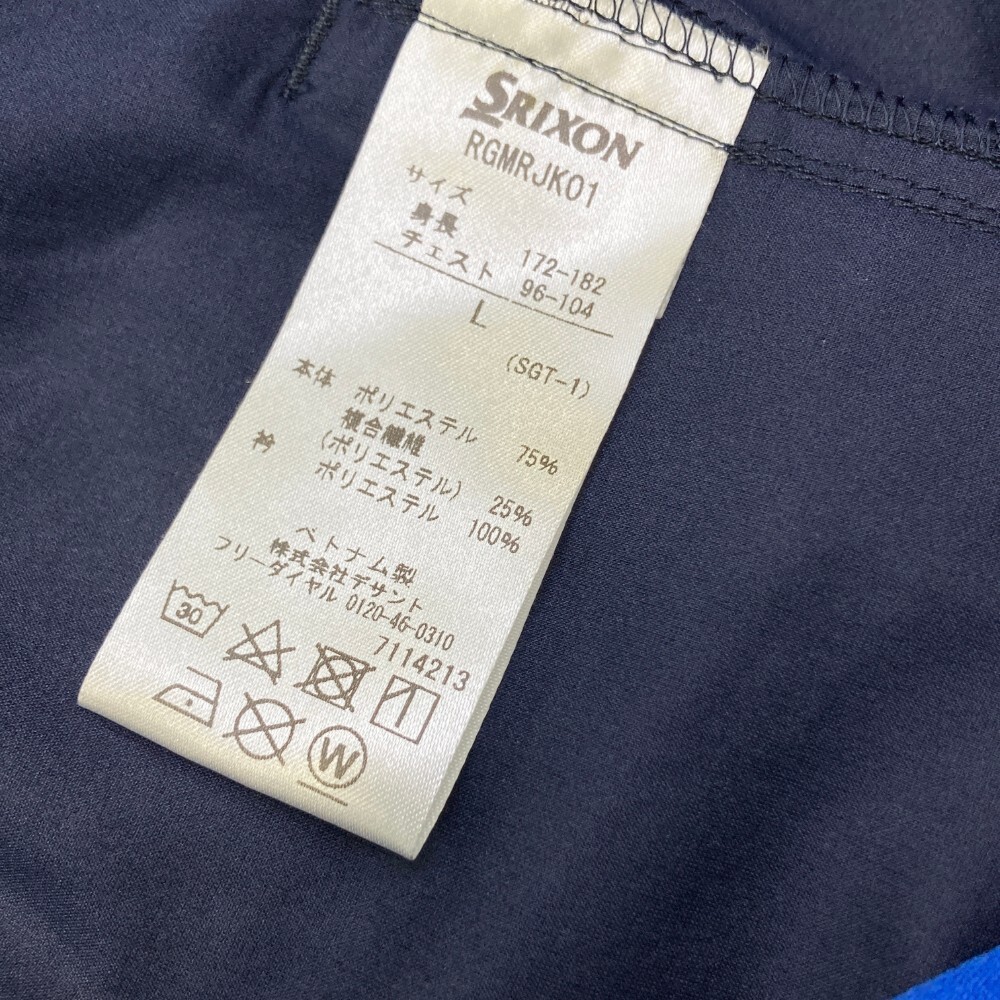 SRIXON
RGMRJK01
サイズ
身長 172-182
チェスト 96-104
L
(SGT-1)
本体 ポリエステル 75%
複合繊維
(ポリエステル) 25%
衿 ポリエステル 100%
ベトナム製
株式会社デサント
フリーダイヤル 0120-46-0310
7114213
30
W